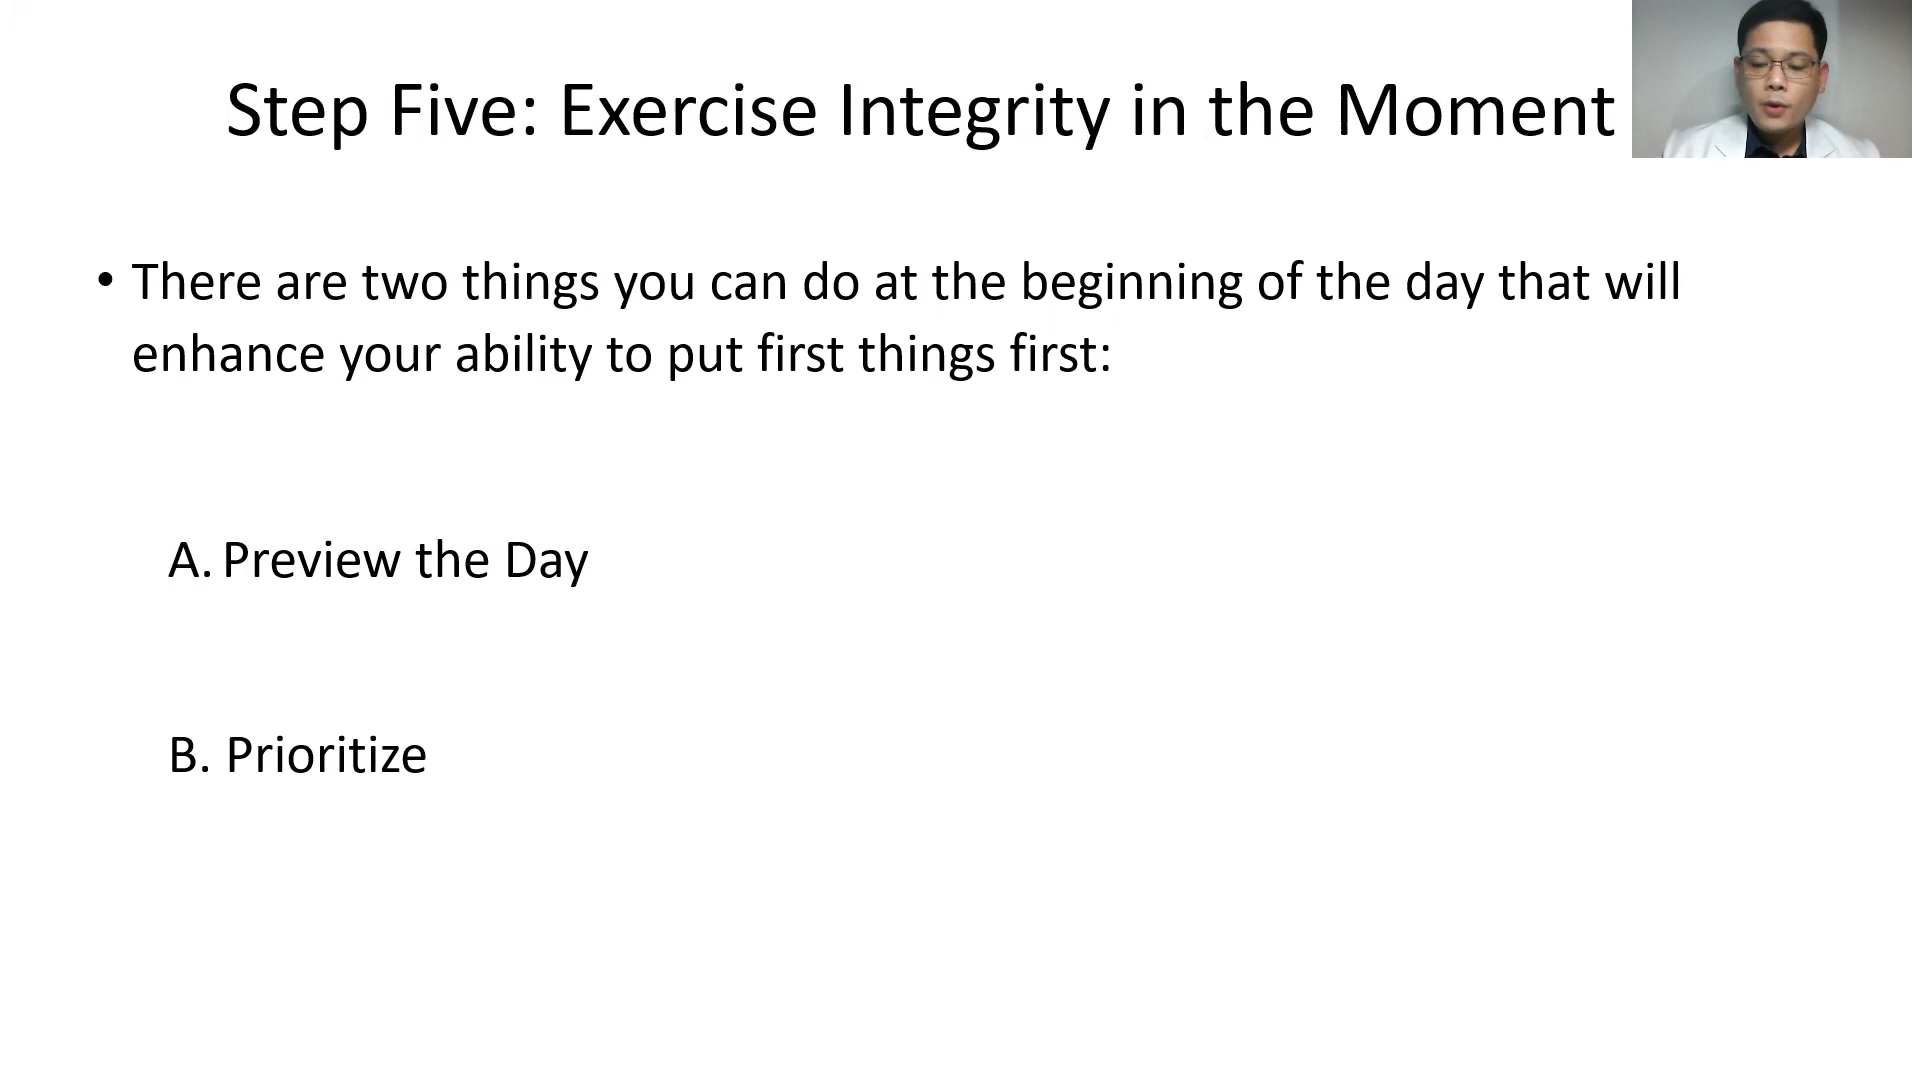 Step Five: Exercise Integrity in the Moment
• There are two things you can do at the beginning of the day that will
enhance your ability to put first things first:
A. Preview the Day
B. Prioritize